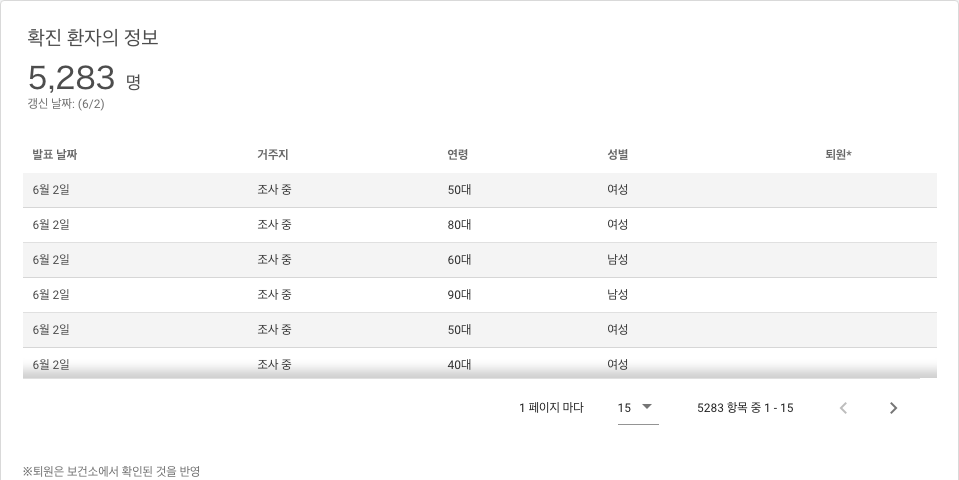 확진 환자의 정보
5,283 명
갱신 날짜: (6/2)
발표 날짜 거주지 연령 성별 퇴원*
6월 2일 조사 중 50대 여성
6월 2일 조사 중 80대 여성
6월 2일 조사 중 60대 남성
6월 2일 조사 중 90대 남성
6월 2일 조사 중 50대 여성
6월 2일 조사 중 40대 여성
1 페이지 마다 15 5283 항목 중 1 - 15
※퇴원은 보건소에서 확인된 것을 반영